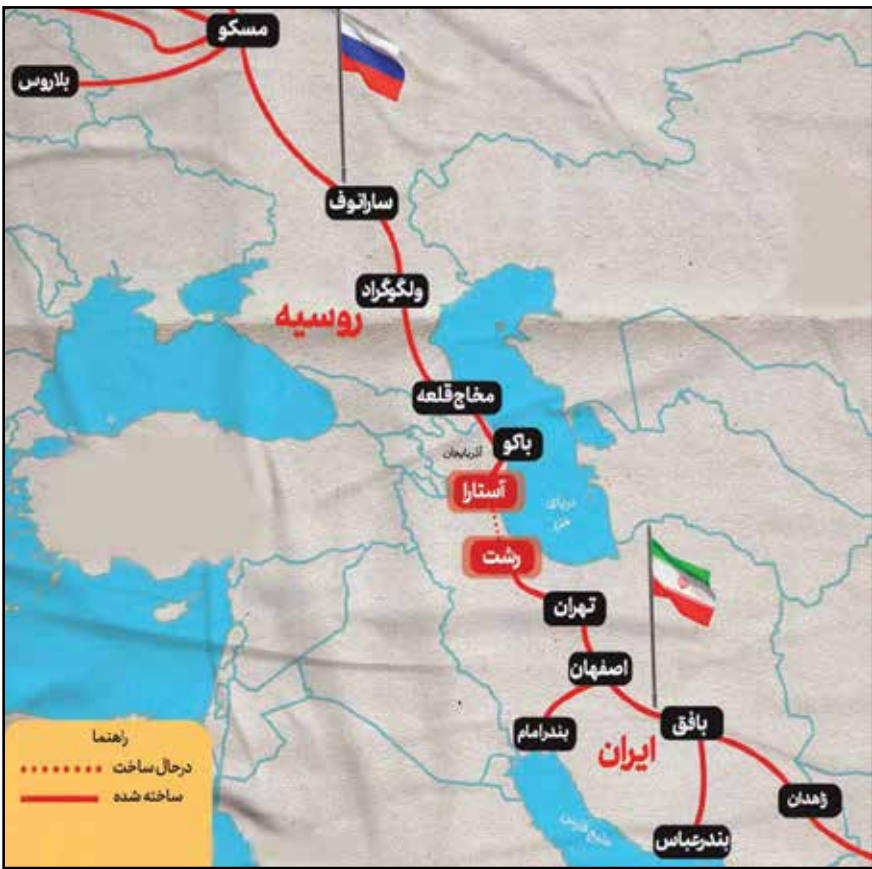 مسکو
بلاروس
ساراتوف
ولگوگراد
روسیه
مخاچ‌قلعه
باکو
آذربایجان
آستارا
دریای
خزر
رشت
تهران
اصفهان
بافق
بندرامام
ایران
زهدان
بندرعباس
خلیج فارس
راهنما
درحال ساخت
ساخته شده